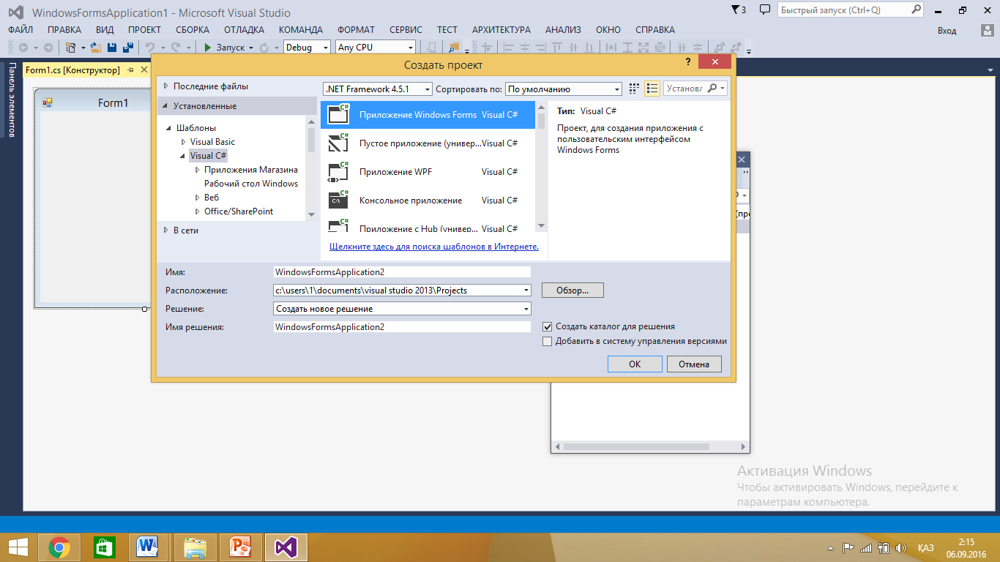 WindowsFormsApplication1 - Microsoft Visual Studio
3
Быстрый запуск (Ctrl+Q)
ФАЙЛ ПРАВКА ВИД ПРОЕКТ СБОРКА ОТЛАДКА КОМАНДА ФОРМАТ СЕРВИС ТЕСТ АРХИТЕКТУРА АНАЛИЗ ОКНО СПРАВКА
Вход
Запуск Debug Any CPU
Панель элементов
Form1.cs [Конструктор]
Form1
Создать проект
?
Последние файлы
Установленные
Шаблоны
Visual Basic
Visual C#
Приложения Магазина
Рабочий стол Windows
Веб
Office/SharePoint
В сети
.NET Framework 4.5.1 Сортировать по: По умолчанию
Приложение Windows Forms Visual C#
Пустое приложение (универ... Visual C#
Приложение WPF Visual C#
Консольное приложение Visual C#
Приложение с Hub (универ... Visual C#
Щелкните здесь для поиска шаблонов в Интернете.
Тип: Visual C#
Проект, для создания приложения с
пользовательским интерфейсом
Windows Forms
Имя: WindowsFormsApplication2
Расположение: c:\users\1\documents\visual studio 2013\Projects Обзор...
Решение: Создать новое решение
Имя решения: WindowsFormsApplication2
Создать каталог для решения
Добавить в систему управления версиями
OK Отмена
Активация Windows
Чтобы активировать Windows, перейдите к
параметрам компьютера.
ҚАЗ
2:15
06.09.2016